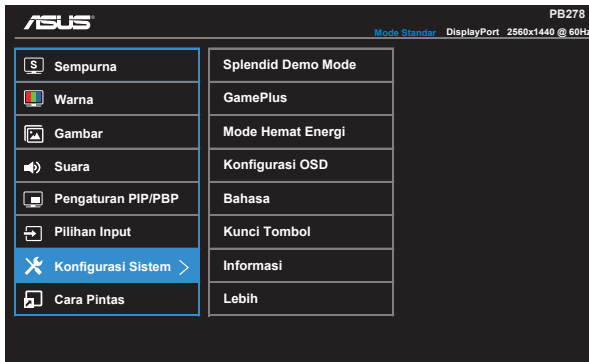 ASUS
PB278
Mode Standar DisplayPort 2560x1440 @ 60Hz
S Sempurna
Warna
Gambar
Suara
Pengaturan PIP/PBP
Pilihan Input
Konfigurasi Sistem >
Cara Pintas
Splendid Demo Mode
GamePlus
Mode Hemat Energi
Konfigurasi OSD
Bahasa
Kunci Tombol
Informasi
Lebih